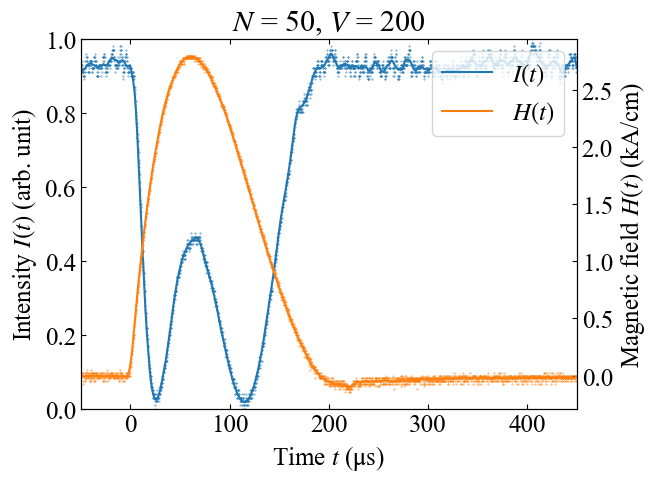 N = 50, V = 200
Intensity I(t) (arb. unit)
1.0
0.8
0.6
0.4
0.2
0.0
I(t)
H(t)
2.5
2.0
1.5
1.0
0.5
0.0
Magnetic field H(t) (kA/cm)
0
100
200
300
400
Time t (μs)